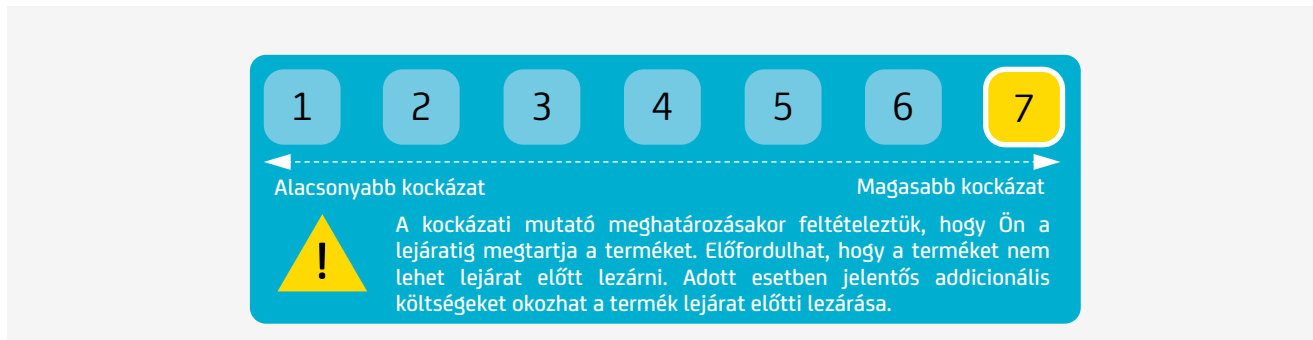 1 2 3 4 5 6 7
Alacsonyabb kockázat Magasabb kockázat
A kockázati mutató meghatározásakor feltételeztük, hogy Ön a
lejáratig megtartja a terméket. Előfordulhat, hogy a terméket nem
lehet lejárat előtt lezárni. Adott esetben jelentős addicionális
költségeket okozhat a termék lejárat előtti lezárása.
!